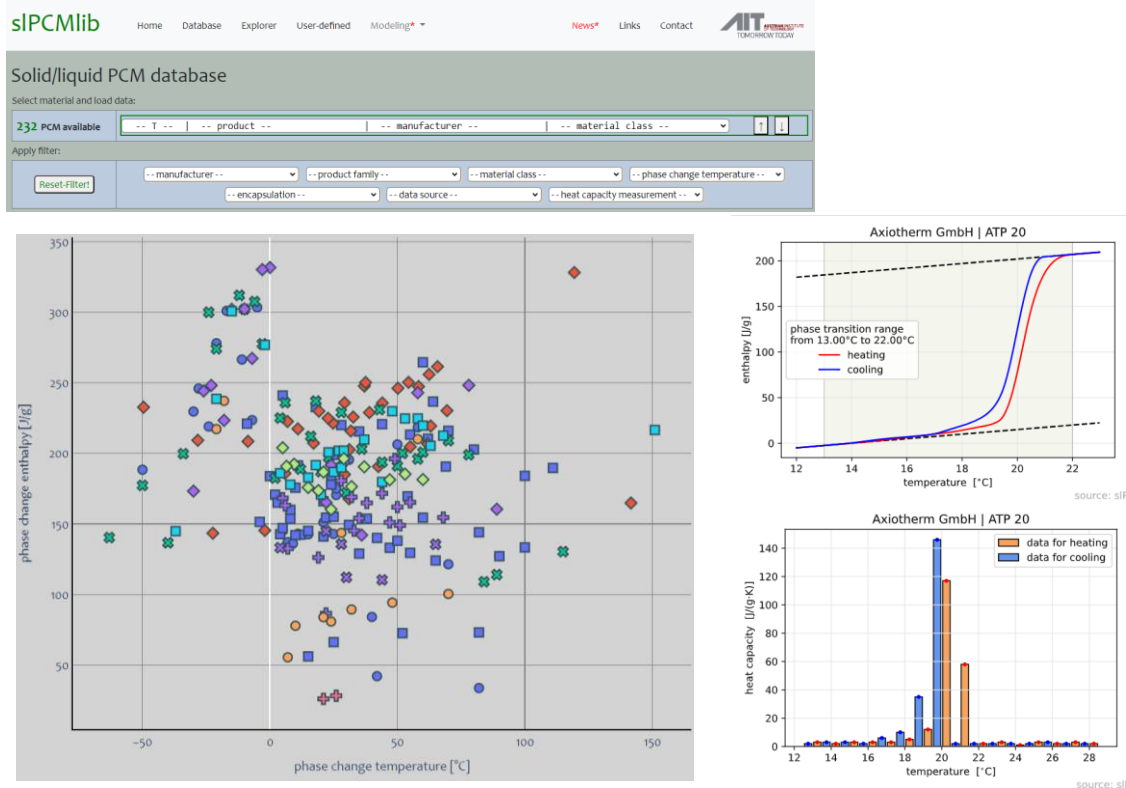 slPCMlib
Home Database Explorer User-defined Modeling* News* Links Contact
AIT
TOMORROW TODAY
Solid/liquid PCM database
Select material and load data:
232 PCM available
-- T -- | -- product -- | -- manufacturer -- | -- material class --
↑ ↓
Apply filter:
Reset-Filter!
-- manufacturer -- -- product family -- -- material class -- -- phase change temperature --
-- encapsulation -- -- data source -- -- heat capacity measurement --
phase change enthalpy [J/g]
350
300
250
200
150
100
50
−50 0 50 100 150
phase change temperature [°C]
Axiotherm GmbH | ATP 20
enthalpy [J/g]
200
150
100
50
0
phase transition range
from 13.00°C to 22.00°C
heating
cooling
12 14 16 18 20 22
temperature [°C]
source: slP
Axiotherm GmbH | ATP 20
heat capacity [J/(g·K)]
140
120
100
80
60
40
20
0
data for heating
data for cooling
12 14 16 18 20 22 24 26 28
temperature [°C]
source: sl